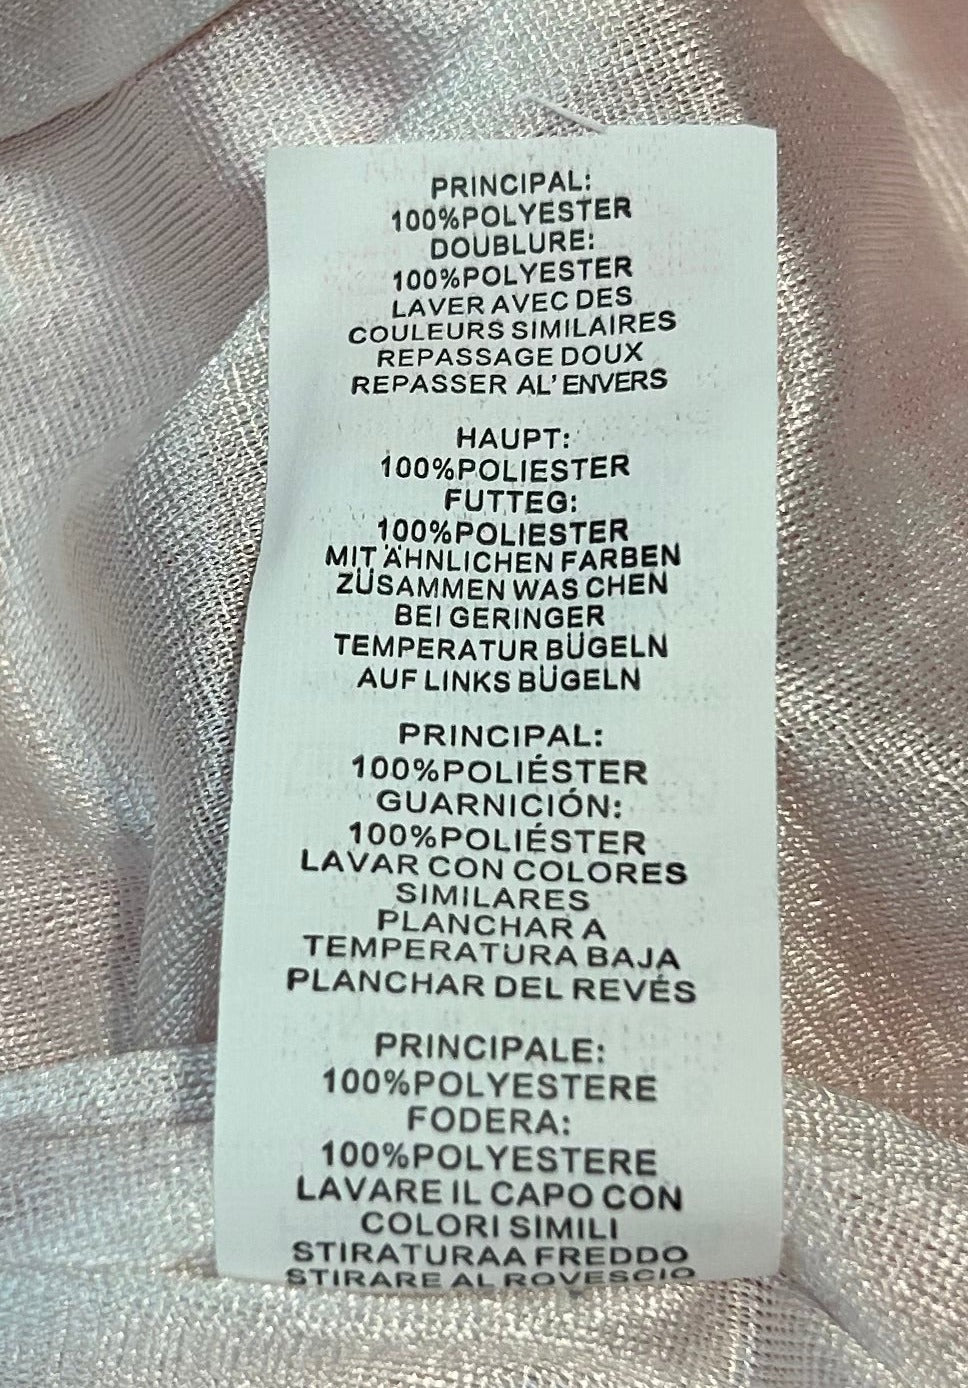 PRINCIPAL:
100%POLYESTER
DOUBLURE:
100%POLYESTER
LAVER AVEC DES
COULEURS SIMILAIRES
REPASSAGE DOUX
REPASSER AL'ENVERS
HAUPT:
100%POLIESTER
FUTTEG:
100%POLIESTER
MIT ÄHNLICHEN FARBEN
ZÜSAMMEN WAS CHEN
BEI GERINGER
TEMPERATUR BÜGELN
AUF LINKS BÜGELN
PRINCIPAL:
100%POLIÉSTER
GUARNICIÓN:
100%POLIÉSTER
LAVAR CON COLORES
SIMILARES
PLANCHAR A
TEMPERATURA BAJA
PLANCHAR DEL REVÉS
PRINCIPALE:
100%POLYESTERE
FODERA:
100%POLYESTERE
LAVARE IL CAPO CON
COLORI SIMILI
STIRATURAA FREDDO
STIRARE AL ROVESCIO